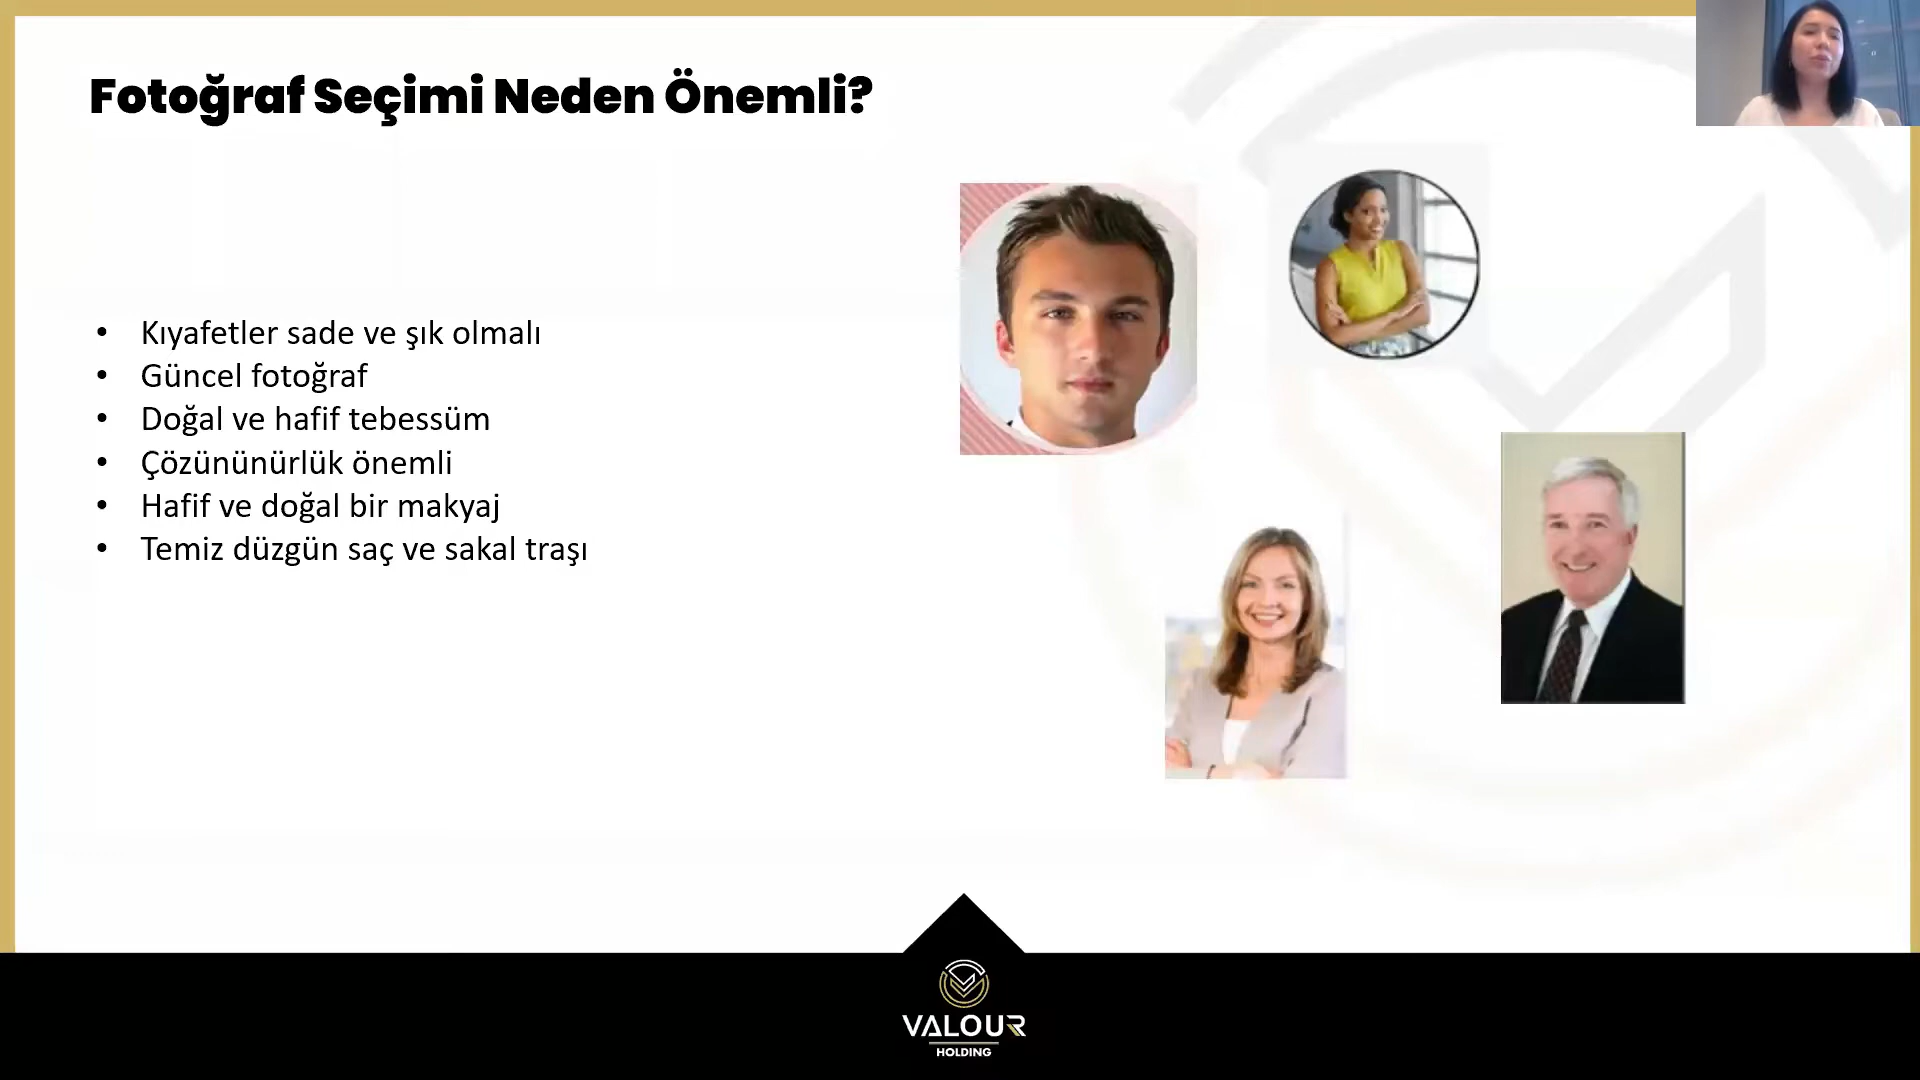 Fotoğraf Seçimi Neden Önemli?
• Kıyafetler sade ve şık olmalı
• Güncel fotoğraf
• Doğal ve hafif tebessüm
• Çözününürlük önemli
• Hafif ve doğal bir makyaj
• Temiz düzgün saç ve sakal traşı
VALOUR
HOLDING